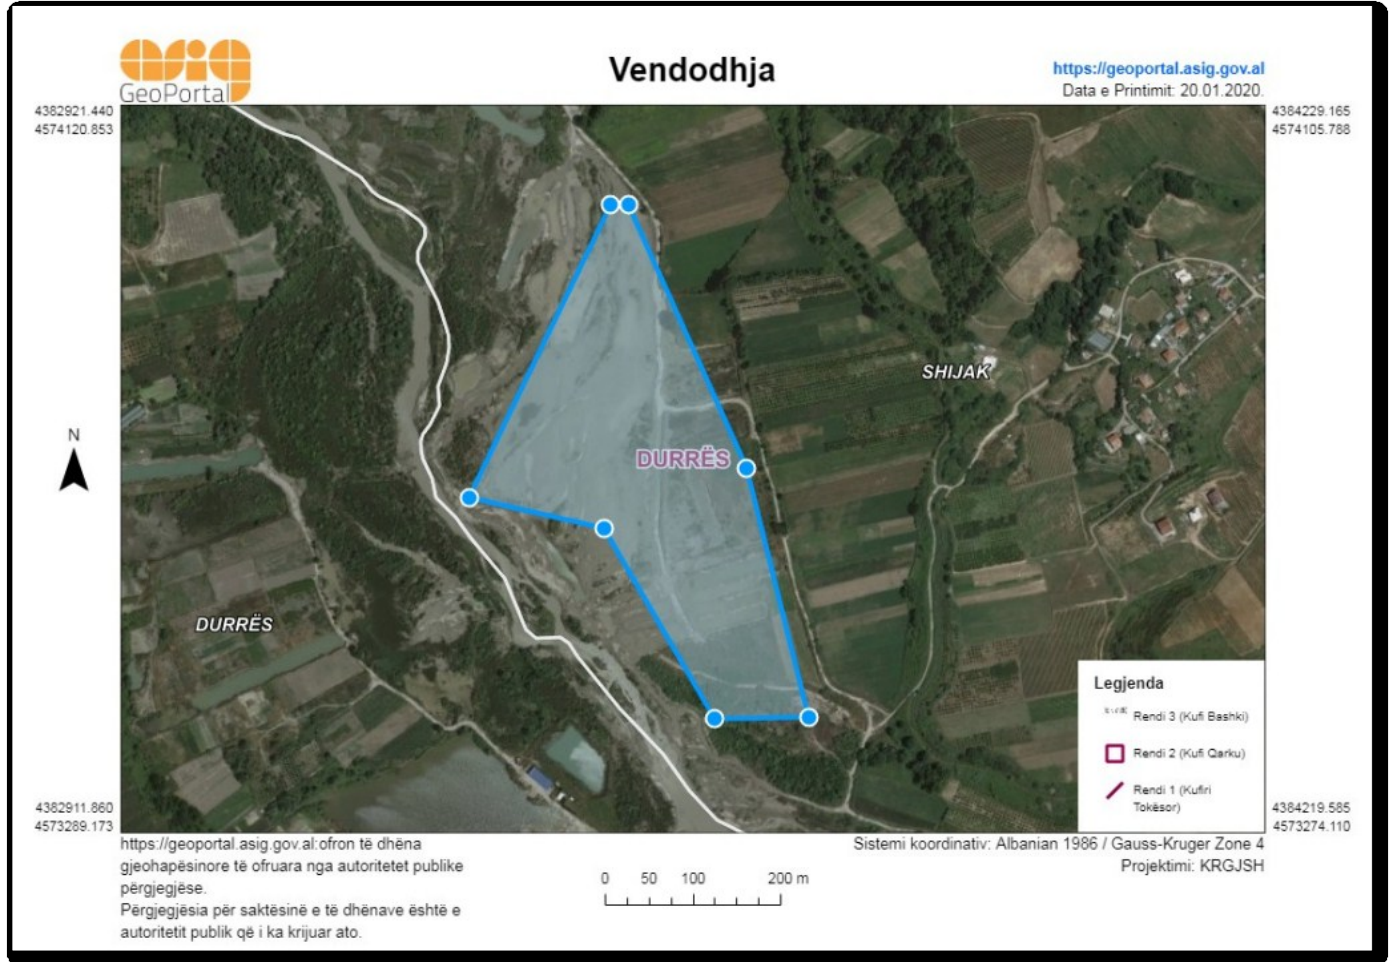 asig
GeoPortal
Vendodhja
https://geoportal.asig.gov.al
Data e Printimit: 20.01.2020.
4382921.440
4574120.853
4384229.165
4574105.788
SHIJAK
DURRËS
N
DURRËS
Legjenda
Rendi 3 (Kufi Bashki)
Rendi 2 (Kufi Qarku)
Rendi 1 (Kufiri
Tokësor)
4382911.860
4573289.173
4384219.585
4573274.110
https://geoportal.asig.gov.al:ofron të dhëna
gjeohapësinore të ofruara nga autoritetet publike
përgjegjëse.
Përgjegjësia për saktësinë e të dhënave është e
autoritetit publik që i ka krijuar ato.
0 50 100 200 m
Sistemi koordinativ: Albanian 1986 / Gauss-Kruger Zone 4
Projektimi: KRGJSH